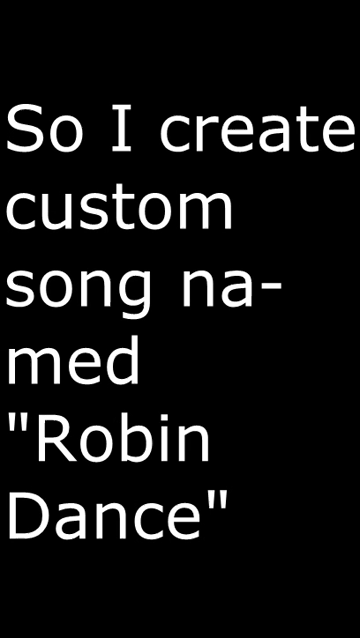 So I create
custom
song na-
med
"Robin
Dance"